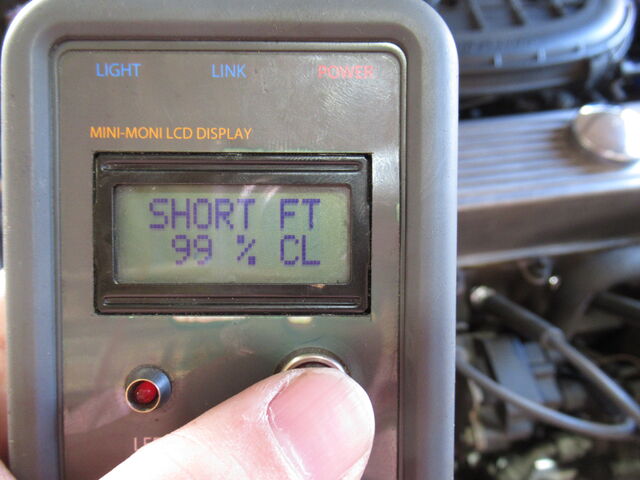 LIGHT LINK POWER
MINI-MONI LCD DISPLAY
SHORT FT
99 % CL